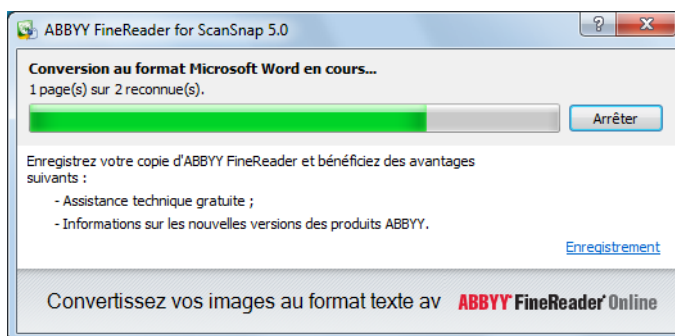 ABBYY FineReader for ScanSnap 5.0
Conversion au format Microsoft Word en cours...
1 page(s) sur 2 reconnue(s).
Arrêter
Enregistrez votre copie d'ABBYY FineReader et bénéficiez des avantages
suivants :
- Assistance technique gratuite ;
- Informations sur les nouvelles versions des produits ABBYY.
Enregistrement
Convertissez vos images au format texte av ABBYY FineReader Online